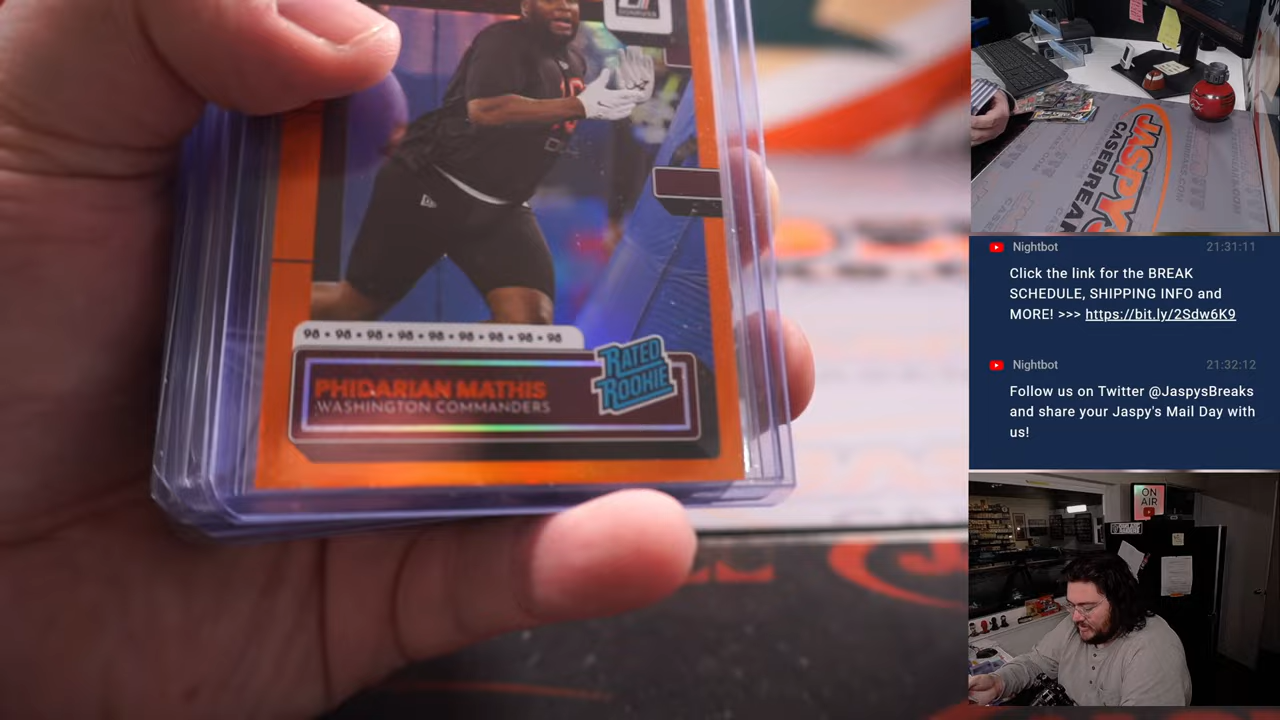 98 • 98 • 98 • 98 • 98 • 98 • 98 • 98 • 98
PHIDARIAN MATHIS
WASHINGTON COMMANDERS
RATED
ROOKIE
JASPYS
CASEBREAK
Nightbot 21:31:11
Click the link for the BREAK
SCHEDULE, SHIPPING INFO and
MORE! >>> https://bit.ly/2Sdw6K9
Nightbot 21:32:12
Follow us on Twitter @JaspysBreaks
and share your Jaspy's Mail Day with
us!
ON
AIR